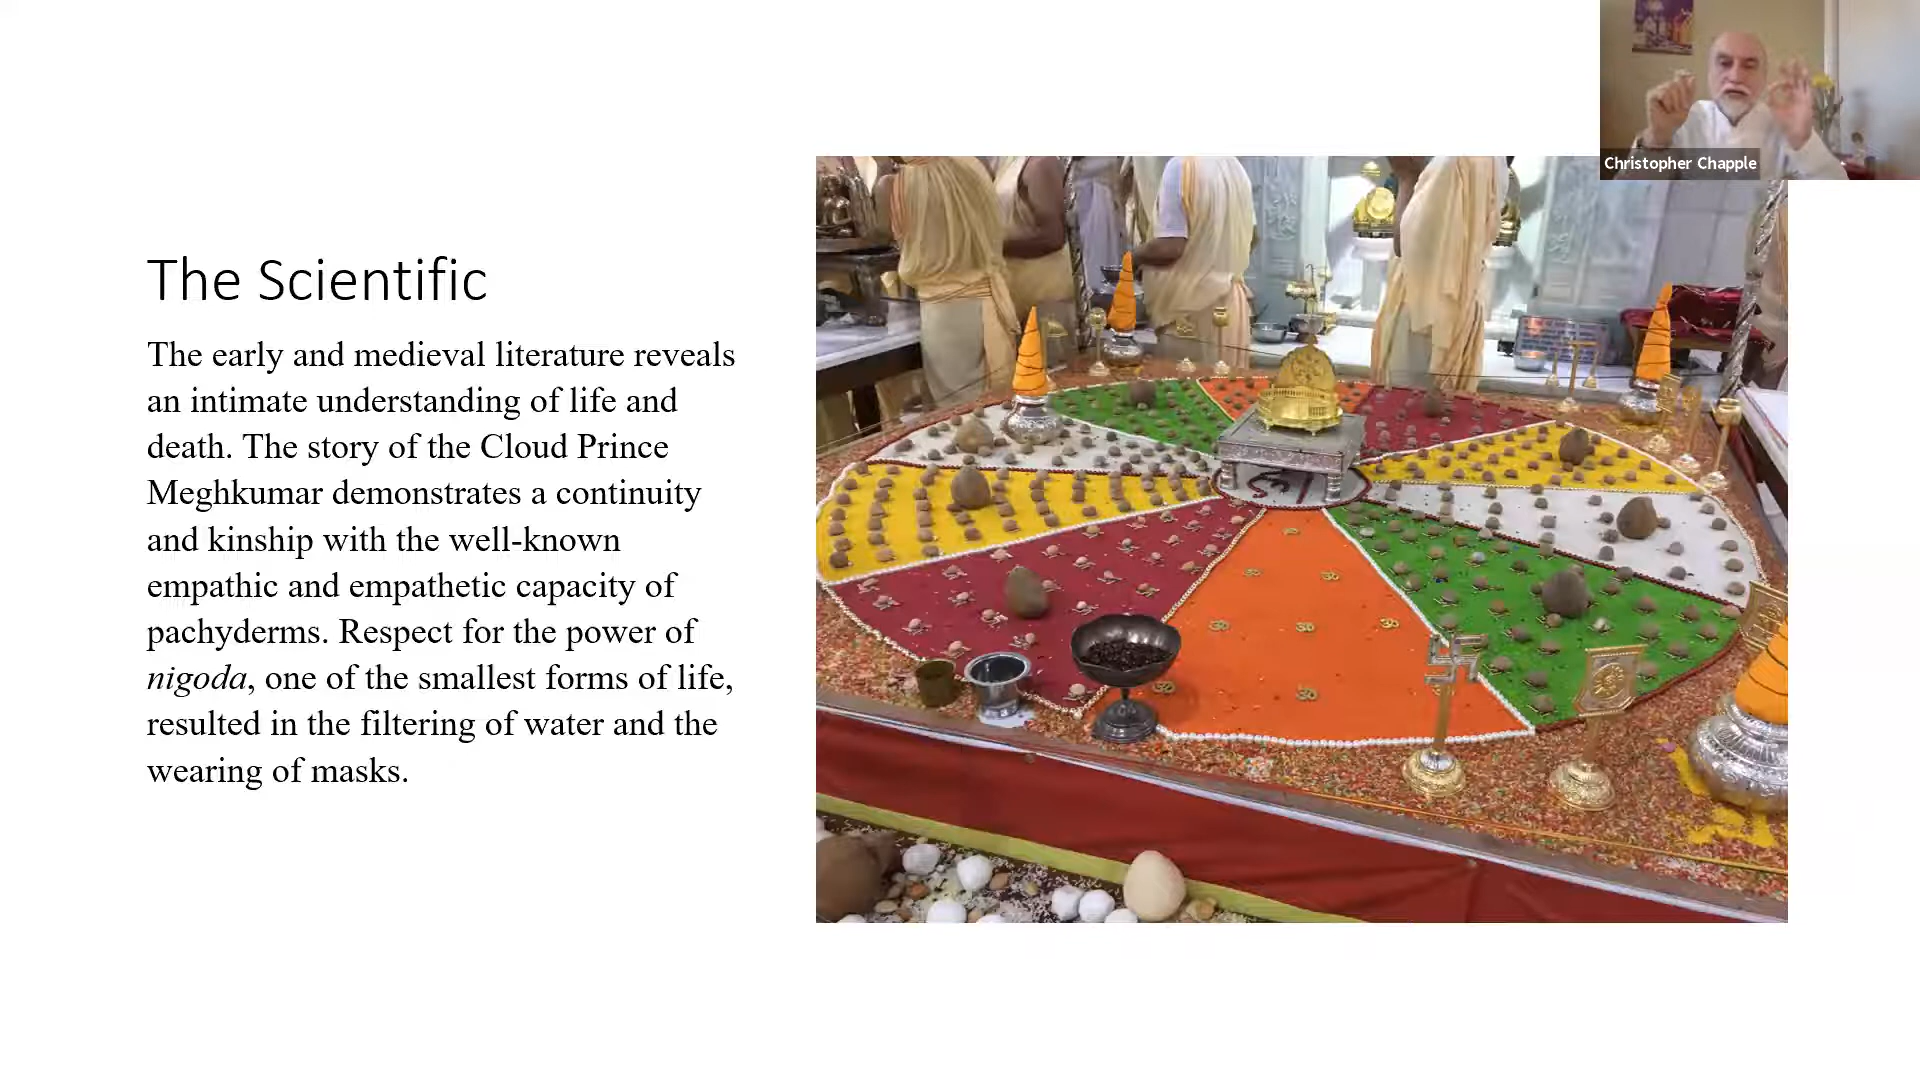 Christopher Chapple
The Scientific
The early and medieval literature reveals
an intimate understanding of life and
death. The story of the Cloud Prince
Meghkumar demonstrates a continuity
and kinship with the well-known
empathic and empathetic capacity of
pachyderms. Respect for the power of
nigoda, one of the smallest forms of life,
resulted in the filtering of water and the
wearing of masks.